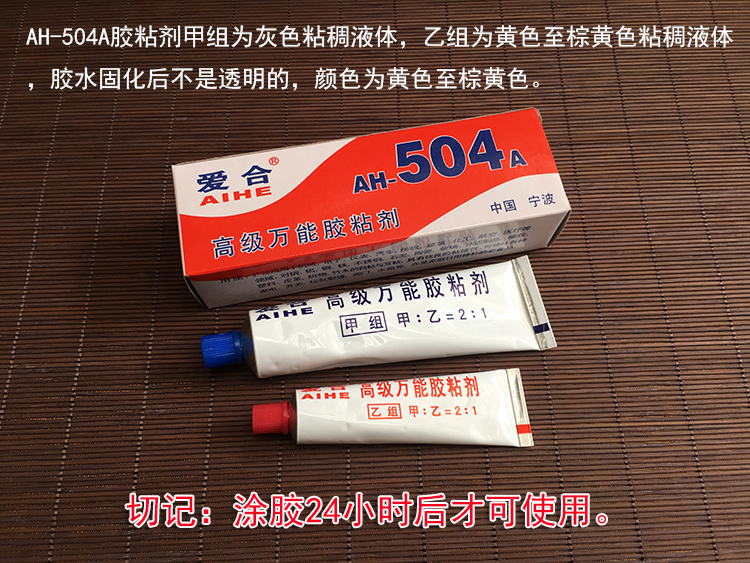 AH-504A胶粘剂甲组为灰色粘稠液体，乙组为黄色至棕黄色粘稠液体
，胶水固化后不是透明的，颜色为黄色至棕黄色。
爱合®
AIHE
AH-504A
高级万能胶粘剂
中国 宁波
爱合 高级万能胶粘剂
AIHE
甲组 甲:乙=2:1
爱合 高级万能胶粘剂
AIHE
乙组 甲:乙=2:1
切记：涂胶24小时后才可使用。